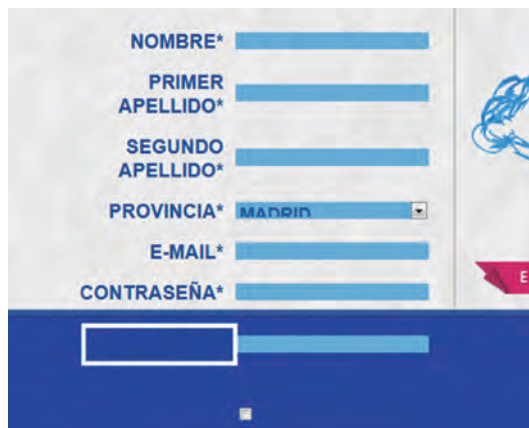 NOMBRE*
PRIMER
APELLIDO*
SEGUNDO
APELLIDO*
PROVINCIA* MADRID
E-MAIL*
CONTRASEÑA*
E